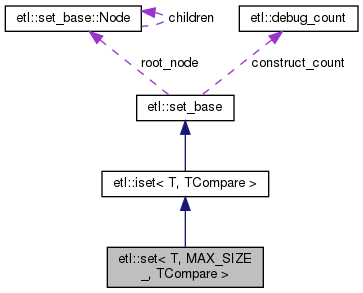 etl::set_base::Node
children
etl::debug_count
root_node
construct_count
etl::set_base
etl::iset< T, TCompare >
etl::set< T, MAX_SIZE
_, TCompare >